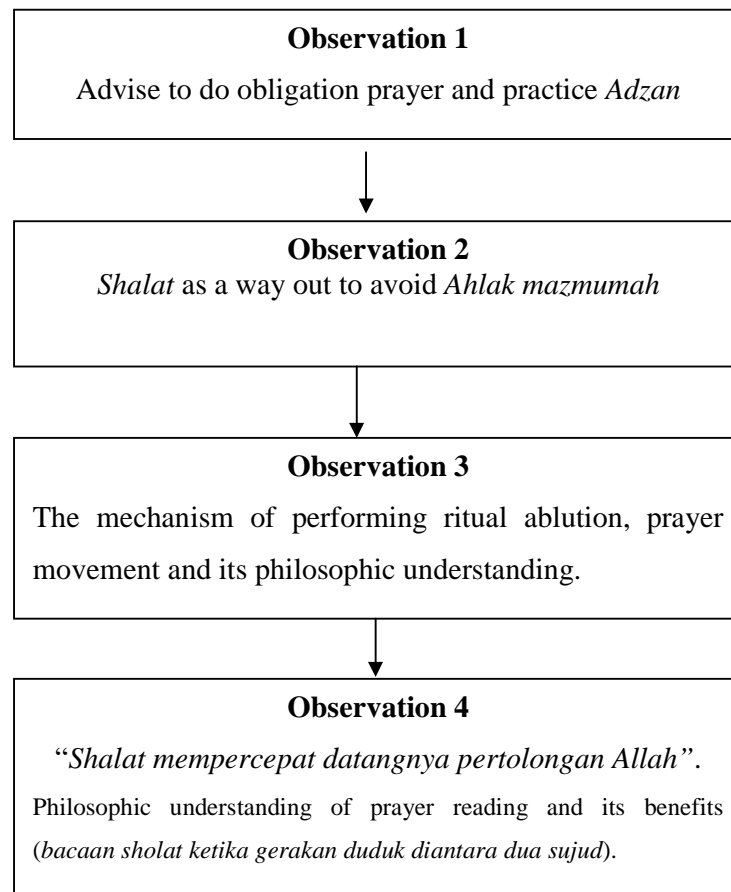 Observation 1
Advise to do obligation prayer and practice Adzan
Observation 2
Shalat as a way out to avoid Ahlak mazmumah
Observation 3
The mechanism of performing ritual ablution, prayer
movement and its philosophic understanding.
Observation 4
“Shalat mempercepat datangnya pertolongan Allah”.
Philosophic understanding of prayer reading and its benefits
(bacaan sholat ketika gerakan duduk diantara dua sujud).